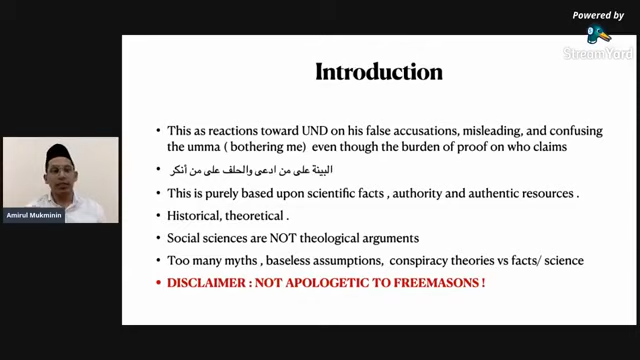 Powered by
StreamYard
Introduction
• This as reactions toward UND on his false accusations, misleading, and confusing
the umma ( bothering me) even though the burden of proof on who claims
• البينة على من ادعى والحلف على من أنكر
• This is purely based upon scientific facts , authority and authentic resources .
• Historical, theoretical .
• Social sciences are NOT theological arguments
• Too many myths , baseless assumptions, conspiracy theories vs facts/ science
• DISCLAIMER : NOT APOLOGETIC TO FREEMASONS !
Amirul Mukminin